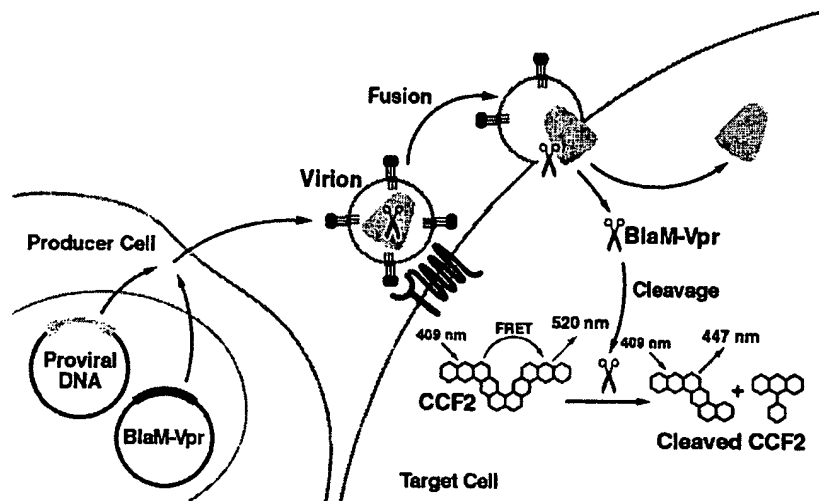 Fusion
Virion
Producer Cell
BlaM-Vpr
Cleavage
409 nm
FRET
520 nm
409 nm
447 nm
Proviral
DNA
CCF2
+
BlaM-Vpr
Cleaved CCF2
Target Cell